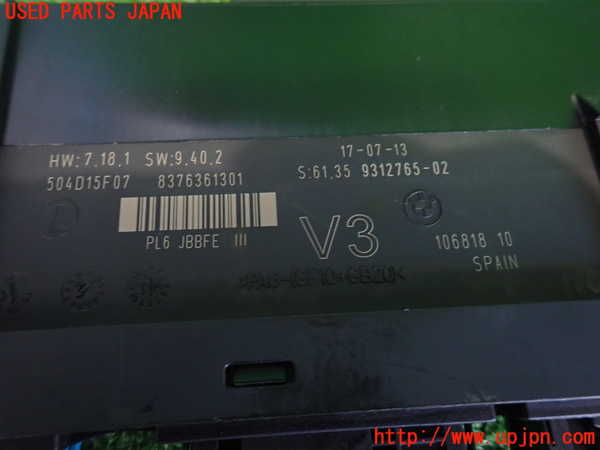 USED PARTS JAPAN
HW:7.18.1 SW:9.40.2 17-07-13
504D15F07 8376361301 S:61.35 9312765-02
PL6 JBBFE III
V3
106818 10
SPAIN
http://www.upjpn.com